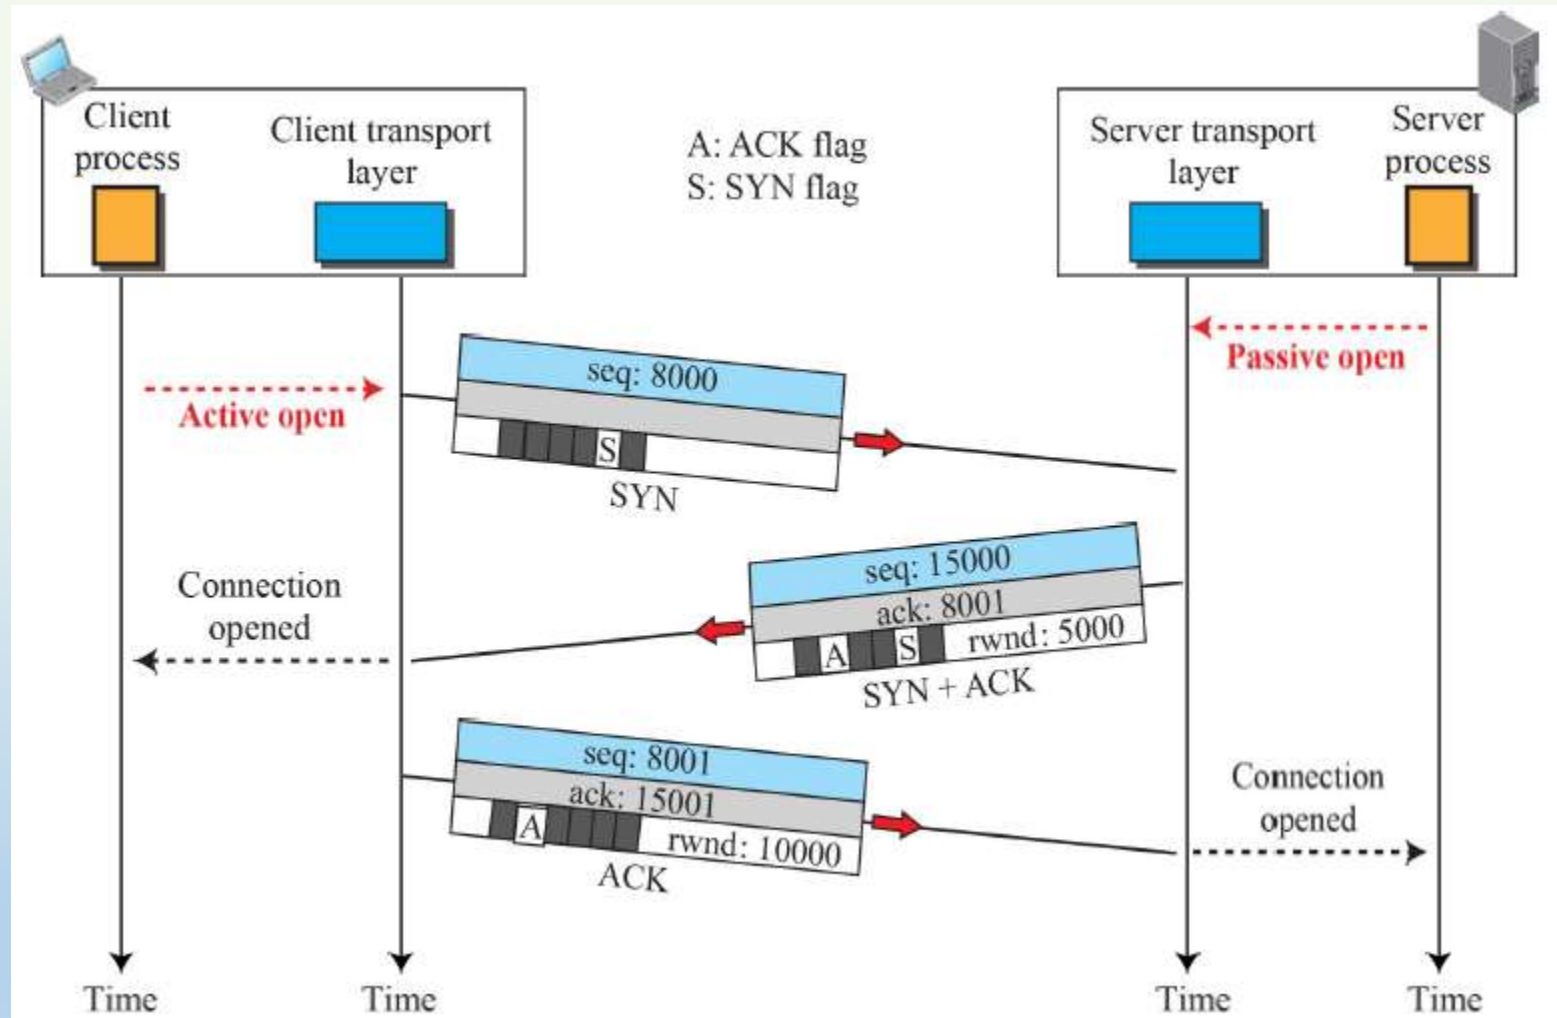 Client
process
Client transport
layer
A: ACK flag
S: SYN flag
Server transport
layer
Server
process
Passive open
Active open
seq: 8000
S
SYN
seq: 15000
ack: 8001
A
S
rwnd: 5000
SYN + ACK
Connection
opened
seq: 8001
ack: 15001
A
rwnd: 10000
ACK
Connection
opened
Time
Time
Time
Time